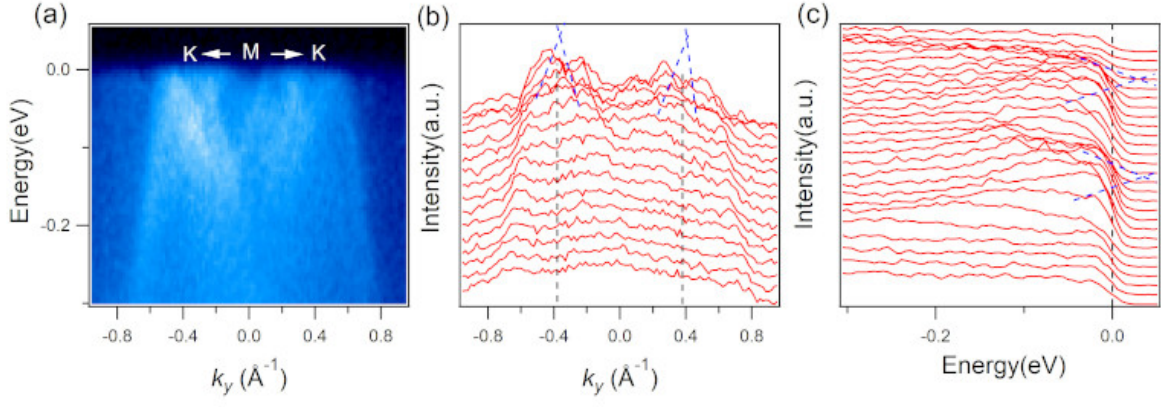 (a)
K ← M → K
Energy(eV)
0.0
-0.2
-0.8 -0.4 0.0 0.4 0.8
k_y (Å⁻¹)
(b)
Intensity(a.u.)
-0.8 -0.4 0.0 0.4 0.8
k_y (Å⁻¹)
(c)
Intensity(a.u.)
-0.2 0.0
Energy(eV)